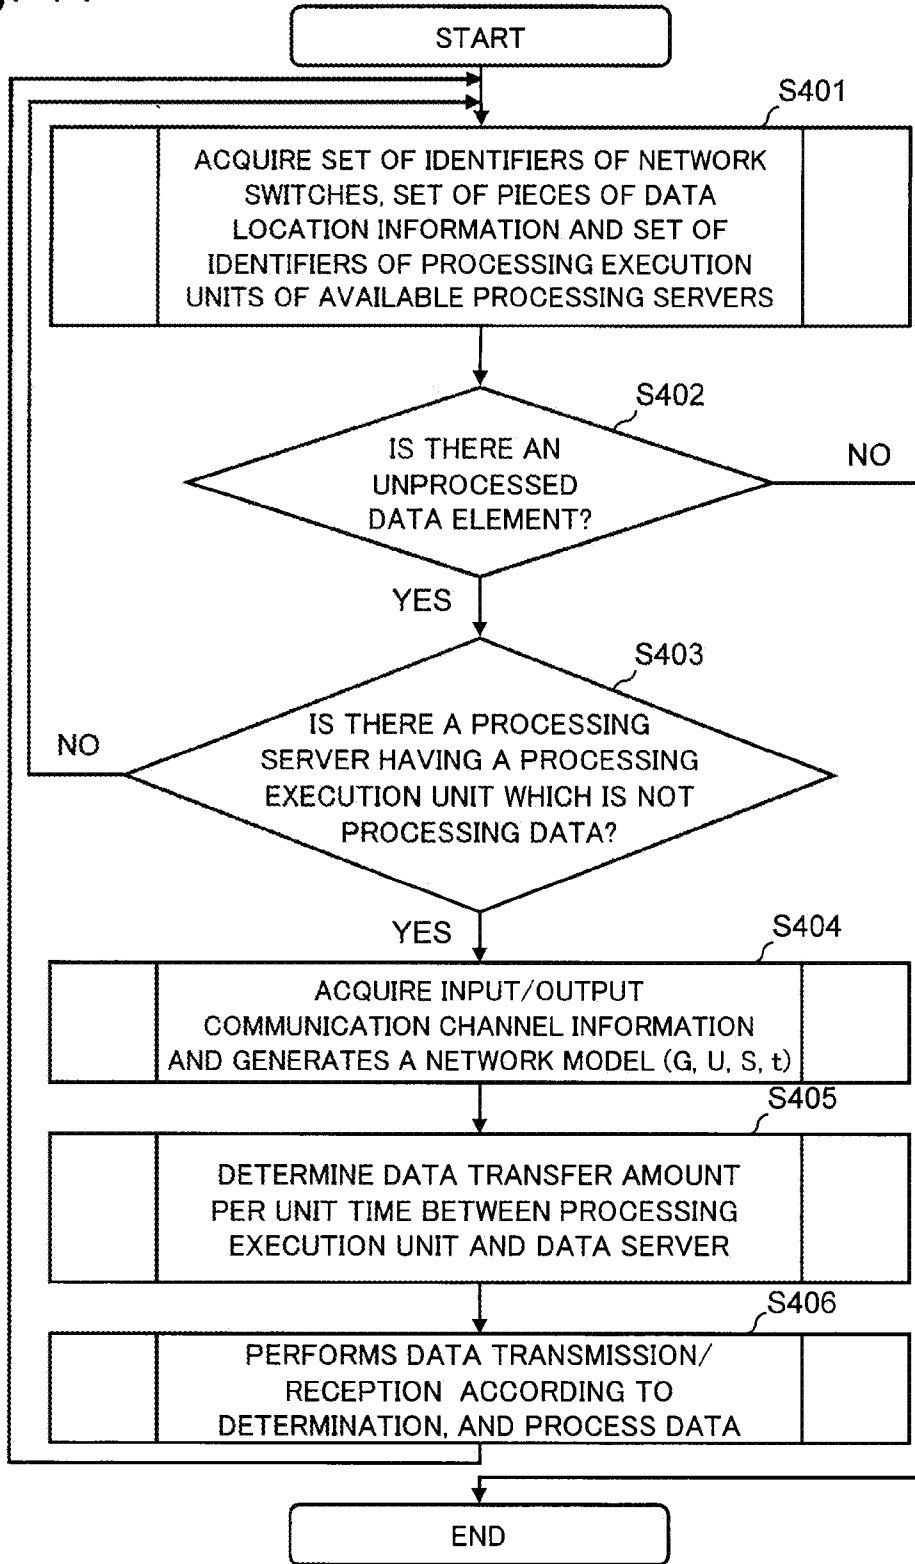 START
S401
ACQUIRE SET OF IDENTIFIERS OF NETWORK
SWITCHES, SET OF PIECES OF DATA
LOCATION INFORMATION AND SET OF
IDENTIFIERS OF PROCESSING EXECUTION
UNITS OF AVAILABLE PROCESSING SERVERS
S402
IS THERE AN
UNPROCESSED
DATA ELEMENT?
NO
YES
S403
IS THERE A PROCESSING
SERVER HAVING A PROCESSING
EXECUTION UNIT WHICH IS NOT
PROCESSING DATA?
NO
YES
S404
ACQUIRE INPUT/OUTPUT
COMMUNICATION CHANNEL INFORMATION
AND GENERATES A NETWORK MODEL (G, U, S, t)
S405
DETERMINE DATA TRANSFER AMOUNT
PER UNIT TIME BETWEEN PROCESSING
EXECUTION UNIT AND DATA SERVER
S406
PERFORMS DATA TRANSMISSION/
RECEPTION ACCORDING TO
DETERMINATION, AND PROCESS DATA
END